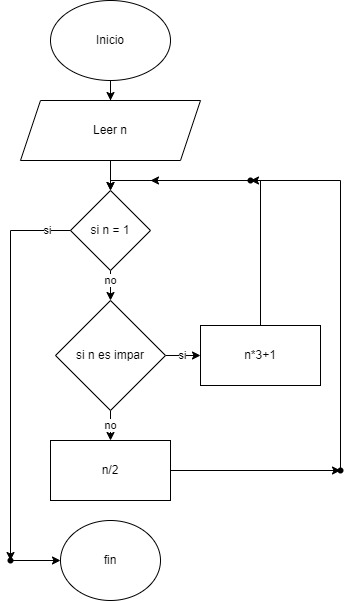 Inicio
Leer n
si
si n = 1
no
si n es impar
si
n*3+1
no
n/2
fin